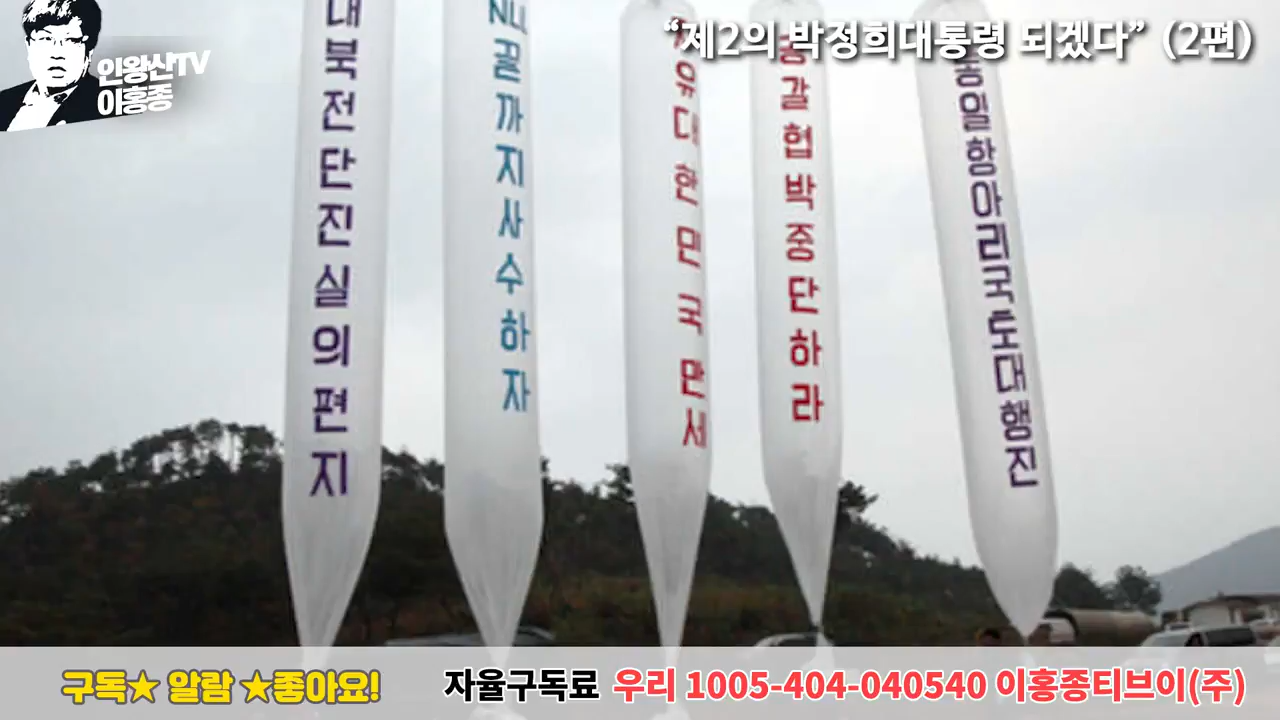 인왕산TV
이홍종
“제2의 박정희대통령 되겠다” (2편)
대북전단진실의편지
NLL끝까지사수하자
자유대한민국만세
공갈협박중단하라
통일항아리국토대행진
구독★ 알람 ★좋아요!
자율구독료 우리 1005-404-040540 이홍종티브이(주)